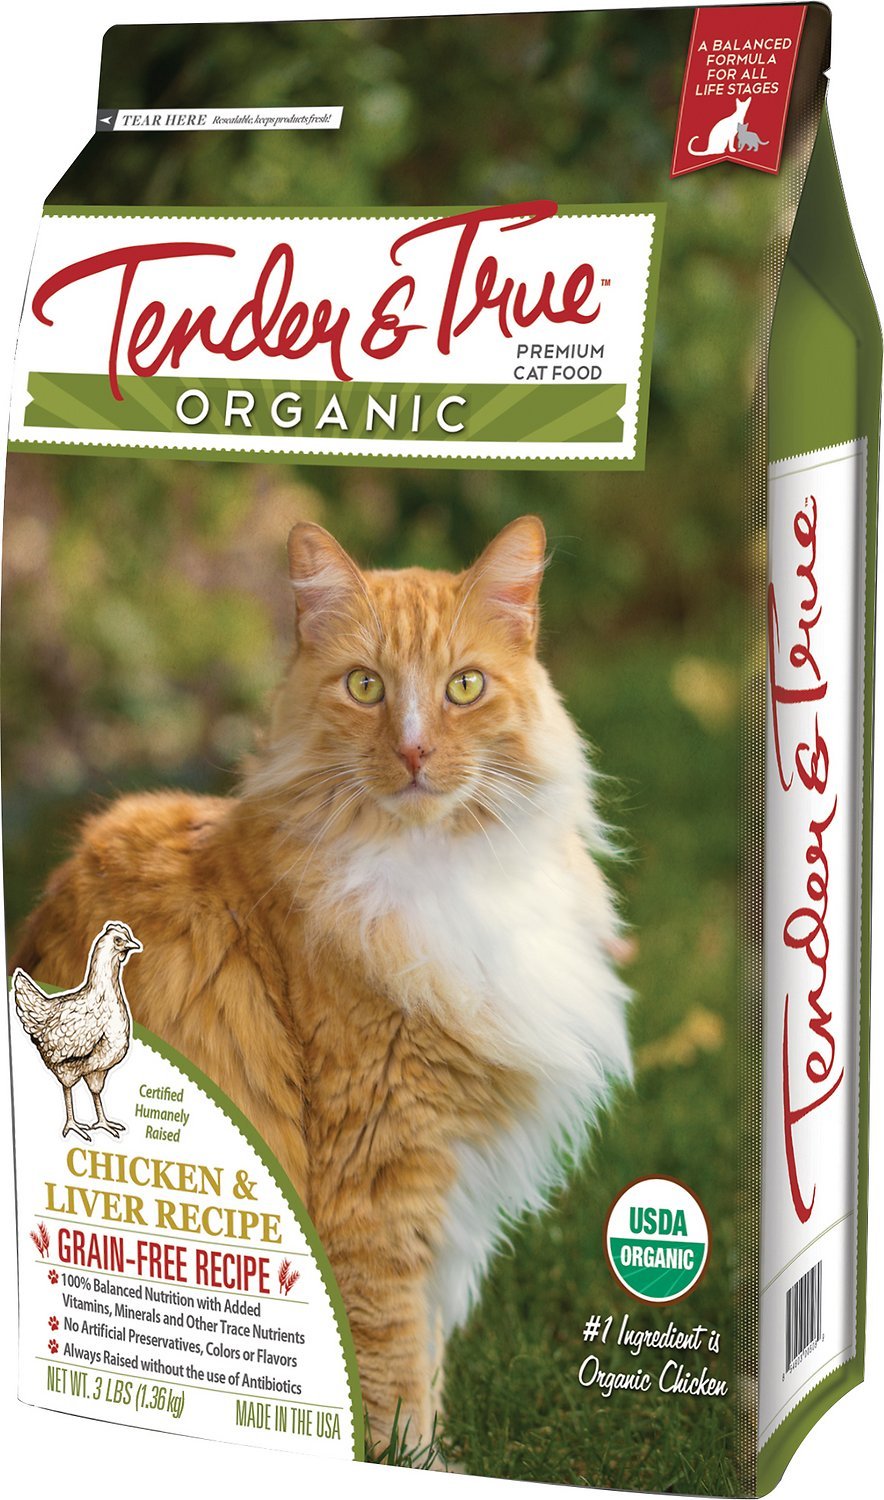 A BALANCED
FORMULA
FOR ALL
LIFE STAGES
TEAR HERE Resealable, keeps products fresh!
Tender & True™
PREMIUM
CAT FOOD
ORGANIC
Tender & True™
Certified
Humanely
Raised
CHICKEN &
LIVER RECIPE
GRAIN-FREE RECIPE
100% Balanced Nutrition with Added
Vitamins, Minerals and Other Trace Nutrients
No Artificial Preservatives, Colors or Flavors
Always Raised without the use of Antibiotics
NET WT. 3 LBS (1.36 kg)
MADE IN THE USA
USDA
ORGANIC
#1 Ingredient is
Organic Chicken